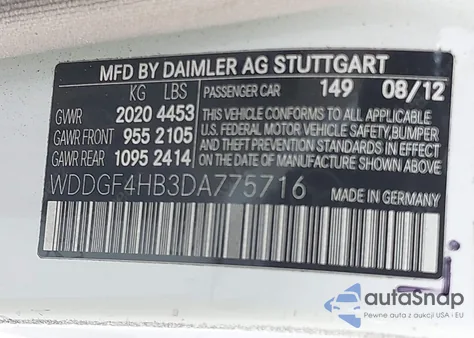 MFD BY DAIMLER AG STUTTGART
KG LBS PASSENGER CAR 149 08/12
GVWR 2020 4453
GAWR FRONT 955 2105
GAWR REAR 1095 2414
THIS VEHICLE CONFORMS TO ALL APPLICABLE
U.S. FEDERAL MOTOR
VEHICLE SAFETY, BUMPER
AND THEFT PREVENTION STANDARDS
IN EFFECT ON THE DATE OF
MANUFACTURE SHOWN ABOVE.
WDDGF4HB3DA775716 MADE IN GERMANY
autaSnap
Pewne auta z aukcji USA i EU